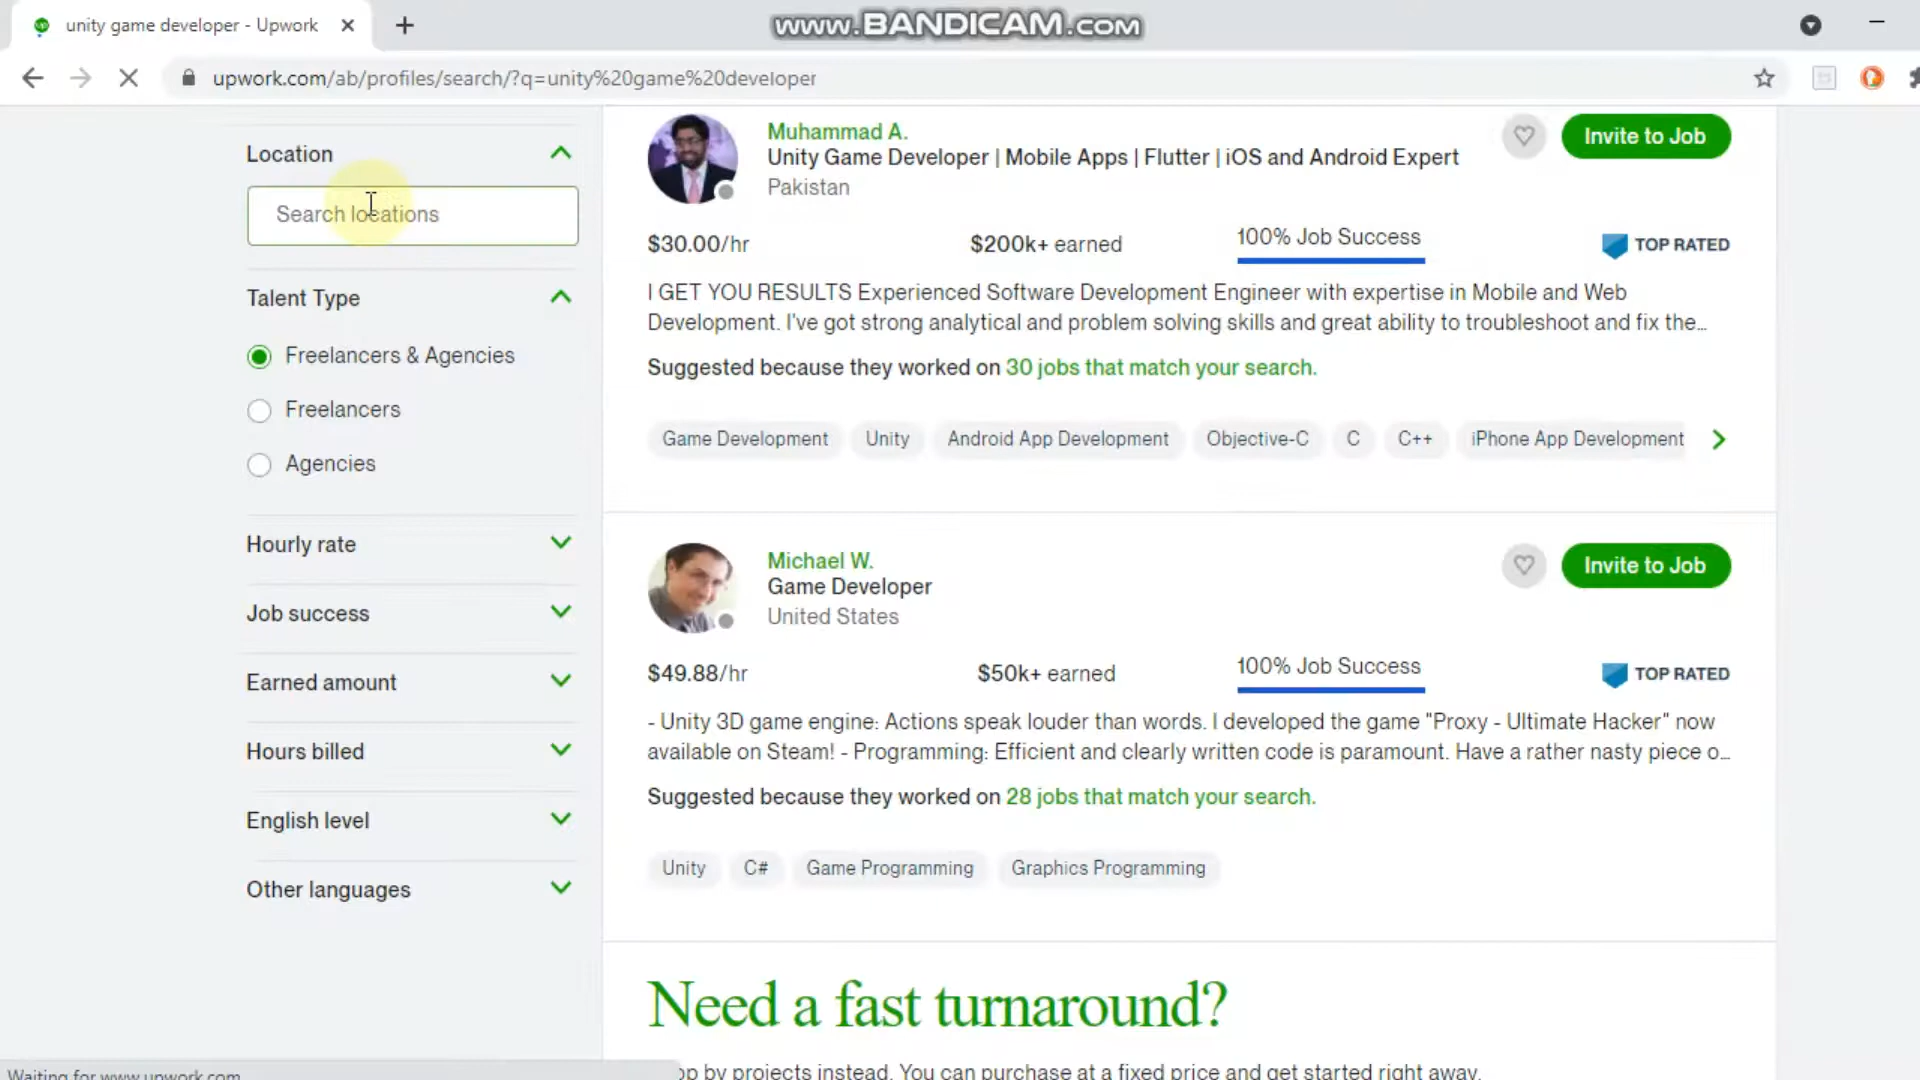 unity game developer - Upwork
www.BANDICAM.com
upwork.com/ab/profiles/search/?q=unity%20game%20developer
Location
Search locations
Talent Type
Freelancers & Agencies
Freelancers
Agencies
Hourly rate
Job success
Earned amount
Hours billed
English level
Other languages
Muhammad A.
Unity Game Developer | Mobile Apps | Flutter | iOS and Android Expert
Pakistan
Invite to Job
$30.00/hr
$200k+ earned
100% Job Success
TOP RATED
I GET YOU RESULTS Experienced Software Development Engineer with expertise in Mobile and Web
Development. I've got strong analytical and problem solving skills and great ability to troubleshoot and fix the...
Suggested because they worked on 30 jobs that match your search.
Game Development Unity Android App Development Objective-C C C++ iPhone App Development
Michael W.
Game Developer
United States
Invite to Job
$49.88/hr
$50k+ earned
100% Job Success
TOP RATED
- Unity 3D game engine: Actions speak louder than words. I developed the game "Proxy - Ultimate Hacker" now
available on Steam! - Programming: Efficient and clearly written code is paramount. Have a rather nasty piece o...
Suggested because they worked on 28 jobs that match your search.
Unity C# Game Programming Graphics Programming
Need a fast turnaround?
op by projects instead. You can purchase at a fixed price and get started right away.
Waiting for www.upwork.com